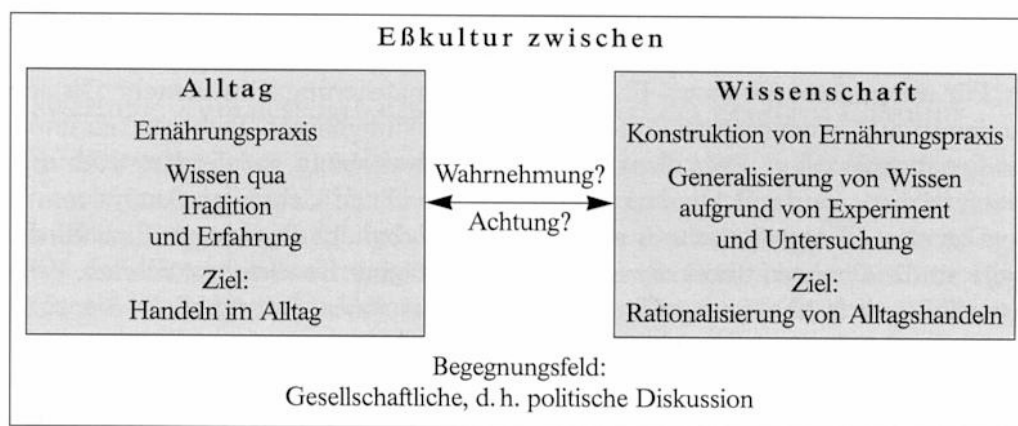 Eßkultur zwischen
Alltag
Ernährungspraxis
Wissen qua
Tradition
und Erfahrung
Ziel:
Handeln im Alltag
Wahrnehmung?
Achtung?
Wissenschaft
Konstruktion von Ernährungspraxis
Generalisierung von Wissen
aufgrund von Experiment
und Untersuchung
Ziel:
Rationalisierung von Alltagshandeln
Begegnungsfeld:
Gesellschaftliche, d. h. politische Diskussion